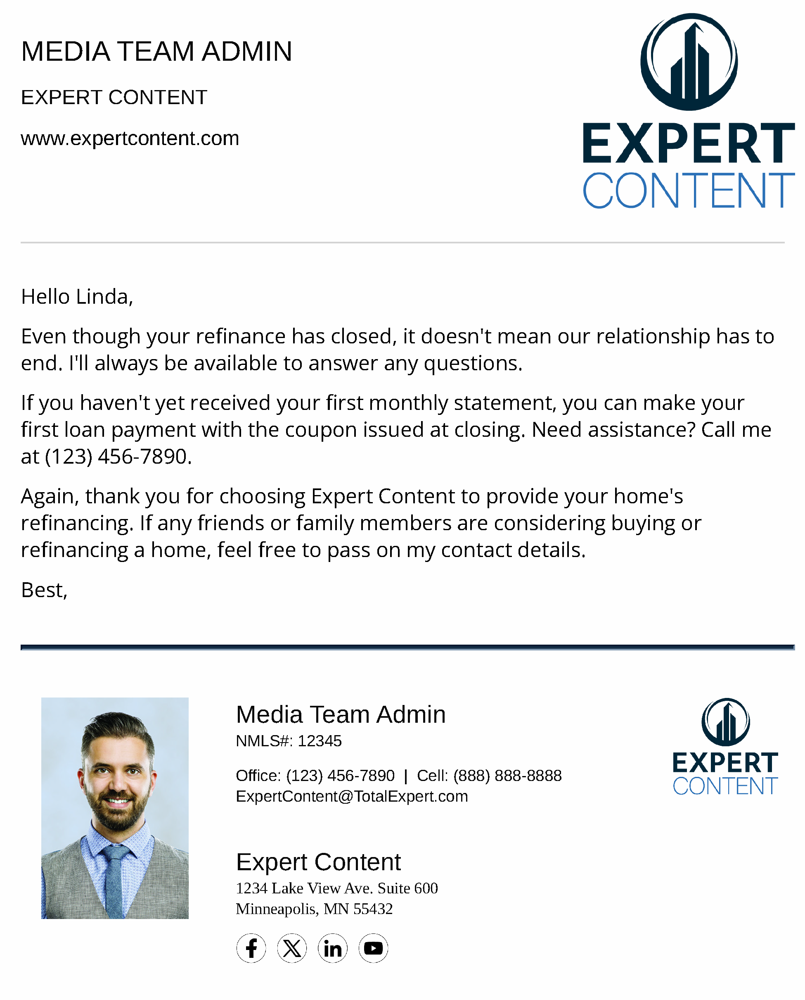 MEDIA TEAM ADMIN
EXPERT CONTENT
www.expertcontent.com
EXPERT
CONTENT
Hello Linda,
Even though your refinance has closed, it doesn't mean our relationship has to
end. I'll always be available to answer any questions.
If you haven't yet received your first monthly statement, you can make your
first loan payment with the coupon issued at closing. Need assistance? Call me
at (123) 456-7890.
Again, thank you for choosing Expert Content to provide your home's
refinancing. If any friends or family members are considering buying or
refinancing a home, feel free to pass on my contact details.
Best,
Media Team Admin
NMLS#: 12345
Office: (123) 456-7890 | Cell: (888) 888-8888
ExpertContent@TotalExpert.com
EXPERT
CONTENT
Expert Content
1234 Lake View Ave. Suite 600
Minneapolis, MN 55432